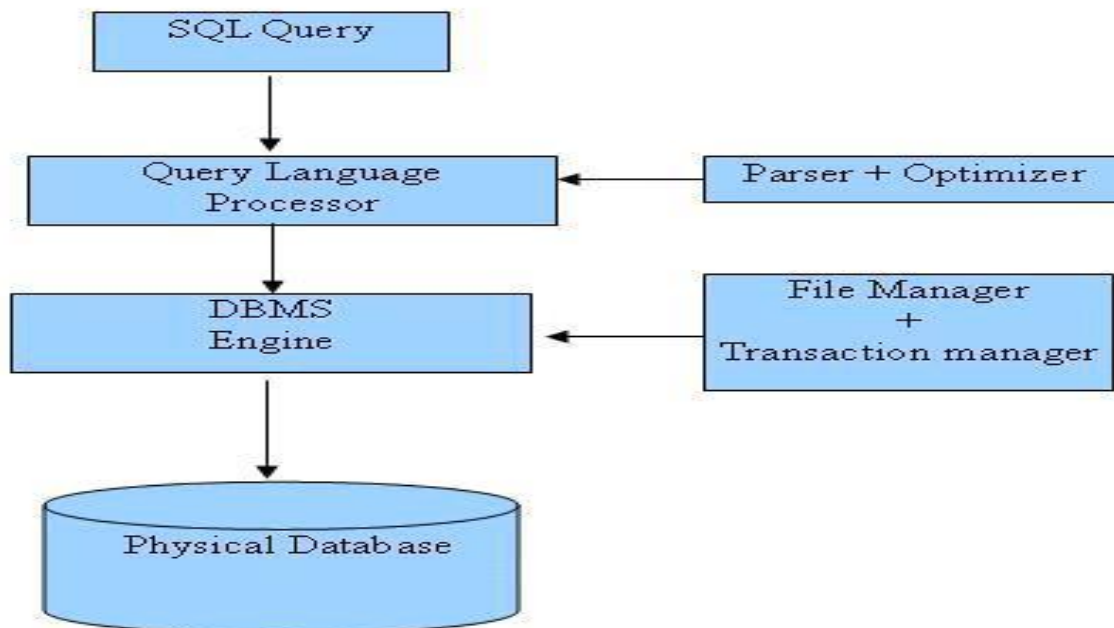 SQL Query
Query Language
Processor
Parser + Optimizer
DBMS
Engine
File Manager
+
Transaction manager
Physical Database